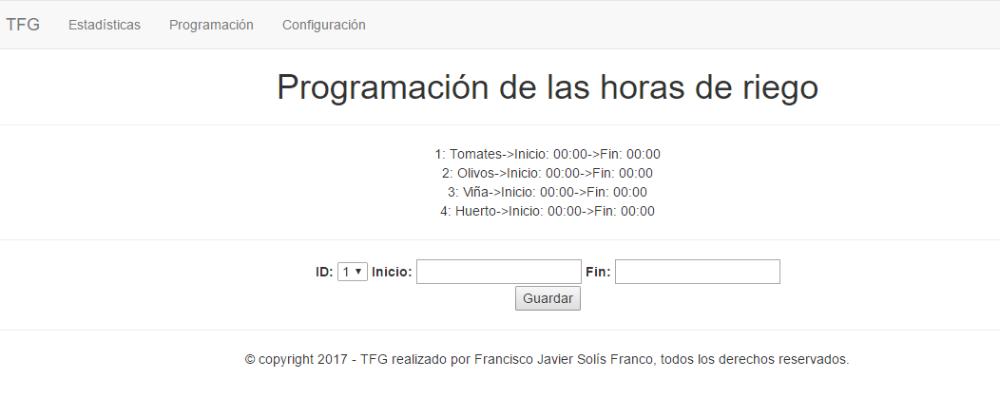 TFG Estadísticas Programación Configuración
Programación de las horas de riego
1: Tomates->Inicio: 00:00->Fin: 00:00
2: Olivos->Inicio: 00:00->Fin: 00:00
3: Viña->Inicio: 00:00->Fin: 00:00
4: Huerto->Inicio: 00:00->Fin: 00:00
ID: 1 Inicio: Fin:
Guardar
© copyright 2017 - TFG realizado por Francisco Javier Solís Franco, todos los derechos reservados.